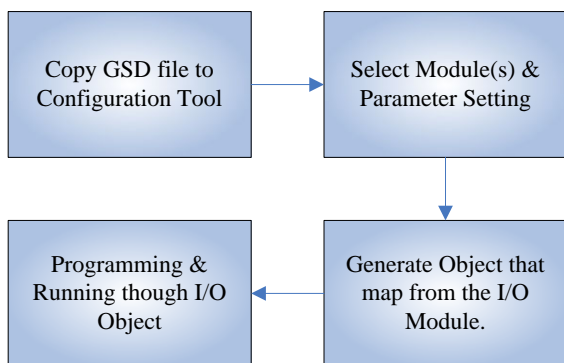 Copy GSD file to
Configuration Tool
Select Module(s) &
Parameter Setting
Generate Object that
map from the I/O
Module.
Programming &
Running though I/O
Object